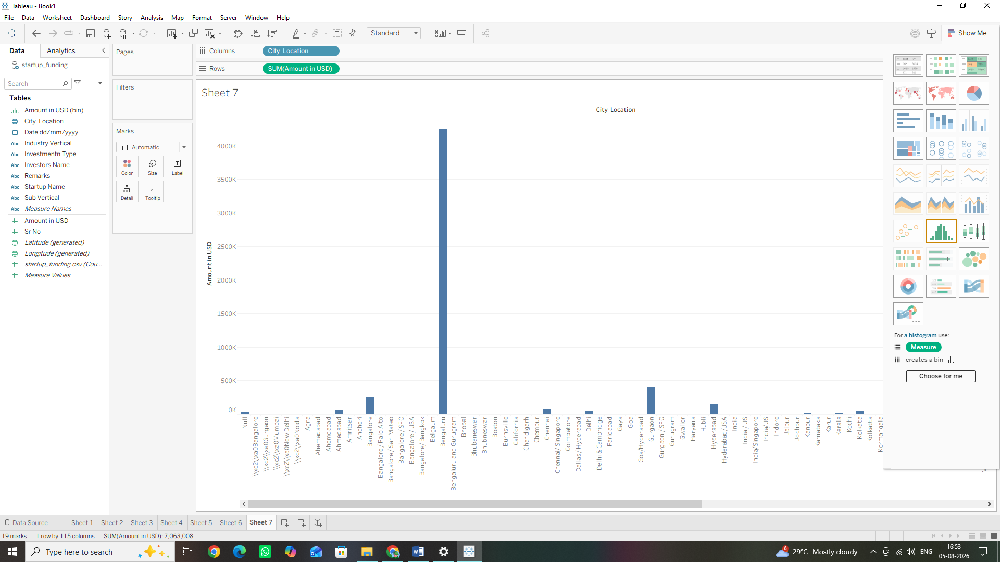 Tableau - Book1
File Data Worksheet Dashboard Story Analysis Map Format Server Window Help
Standard
Show Me
Data Analytics
startup_funding
Search
Tables
Amount in USD (bin)
City Location
Date dd/mm/yyyy
Abc Industry Vertical
Abc Investmentn Type
Abc Investors Name
Abc Remarks
Abc Startup Name
Abc Sub Vertical
Abc Measure Names
Amount in USD
Sr No
Latitude (generated)
Longitude (generated)
startup_funding.csv (Cou...
Measure Values
Pages
Filters
Marks
Automatic
Color Size Label
Detail Tooltip
Columns City Location
Rows SUM(Amount in USD)
Sheet 7
City Location
Amount in USD
4000K
3500K
3000K
2500K
2000K
1500K
1000K
500K
0K
Null
\\xc2\\xa0Bangalore
\\xc2\\xa0Gurgaon
\\xc2\\xa0Mumbai
\\xc2\\xa0New Delhi
\\xc2\\xa0Noida
Agra
Ahemadabad
Ahemdabad
Ahmedabad
Amritsar
Andheri
Bangalore
Bangalore / Palo Alto
Bangalore / San Mateo
Bangalore / SFO
Bangalore / USA
Bangalore/ Bangkok
Belgaum
Bengaluru
Bengaluru and Gurugram
Bhopal
Bhubaneswar
Bhubneswar
Boston
Burnsville
California
Chandigarh
Chembur
Chennai
Chennai/ Singapore
Coimbatore
Dallas / Hyderabad
Delhi
Delhi & Cambridge
Faridabad
Gaya
Goa
Goa/Hyderabad
Gurgaon
Gurgaon / SFO
Gurugram
Gwalior
Haryana
Hubli
Hyderabad
Hyderabad/USA
India
India / US
India/Singapore
India/US
Indore
Jaipur
Jodhpur
Kanpur
Karnataka
Karur
Kerala
Kochi
Kolkata
Kolkatta
Kormangala
For a histogram use:
Measure
creates a bin
Choose for me
Data Source Sheet 1 Sheet 2 Sheet 3 Sheet 4 Sheet 5 Sheet 6 Sheet 7
19 marks 1 row by 115 columns SUM(Amount in USD): 7,063,008
Type here to search
8
29°C Mostly cloudy
ENG
16:53
05-08-2026